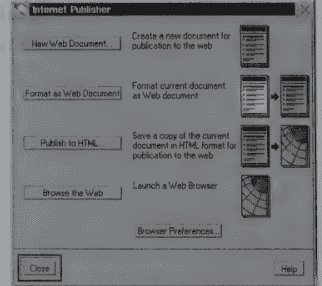 Internet Publisher
New Web Document...
Create a new document for
publication to the web
Format as Web Document
Format current document
as Web document
Publish to HTML...
Save a copy of the current
document in HTML format for
publication to the web
Browse the Web
Launch a Web Browser
Browser Preferences...
Close
Help